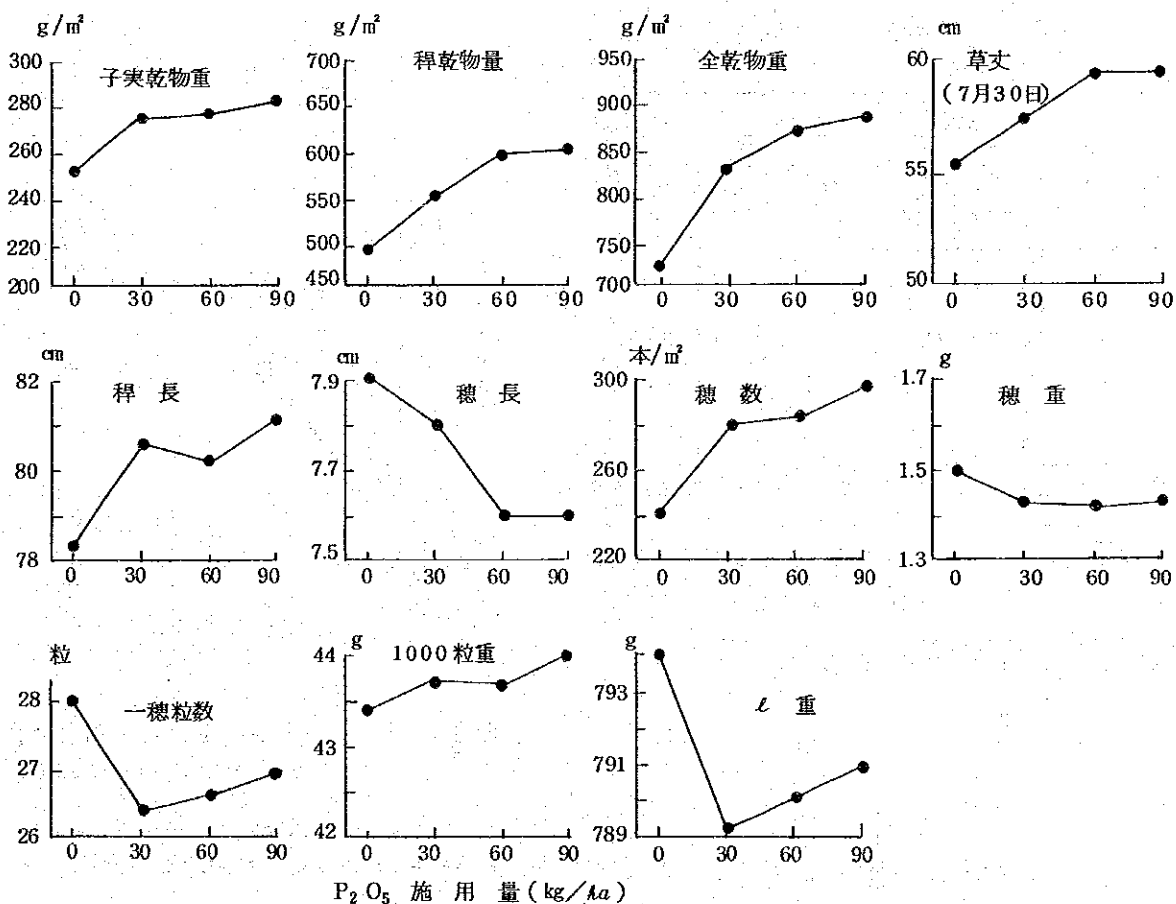 g/m² g/m² g/m² cm
子実乾物重 稈乾物量 全乾物重 草丈
(7月30日)
300 280 260 240 220 200
700 650 600 550 500 450
950 900 850 800 750 700
60 55 50
0 30 60 90 0 30 60 90 0 30 60 90 0 30 60 90
cm cm 本/m² g
稈長 穂長 穂数 穂重
82 80 78
7.9 7.7 7.5
300 260 220
1.7 1.5 1.3
0 30 60 90 0 30 60 90 0 30 60 90 0 30 60 90
粒 g g
一穂粒数 1000粒重 ℓ重
28 27 26
44 43 42
793 791 789
0 30 60 90 0 30 60 90 0 30 60 90
P₂O₅ 施用量(kg/ha)